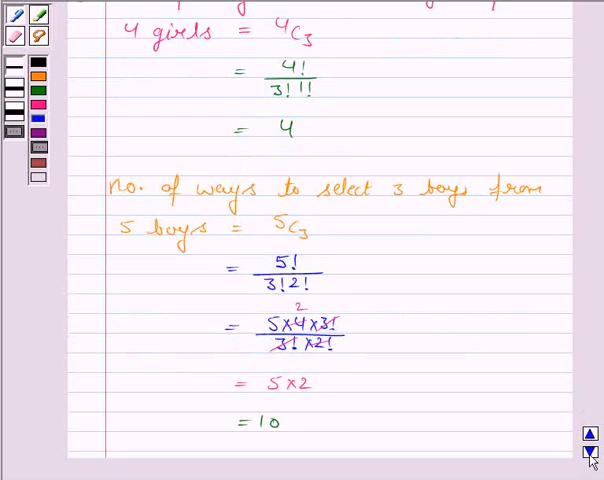 4 girls = 4C3
= 4! / 3! 1!
= 4
No. of ways to select 3 boys from
5 boys = 5C3
= 5! / 3! 2!
2
= 5 x 4 x 3! / 3! x 2!
= 5 x 2
= 10